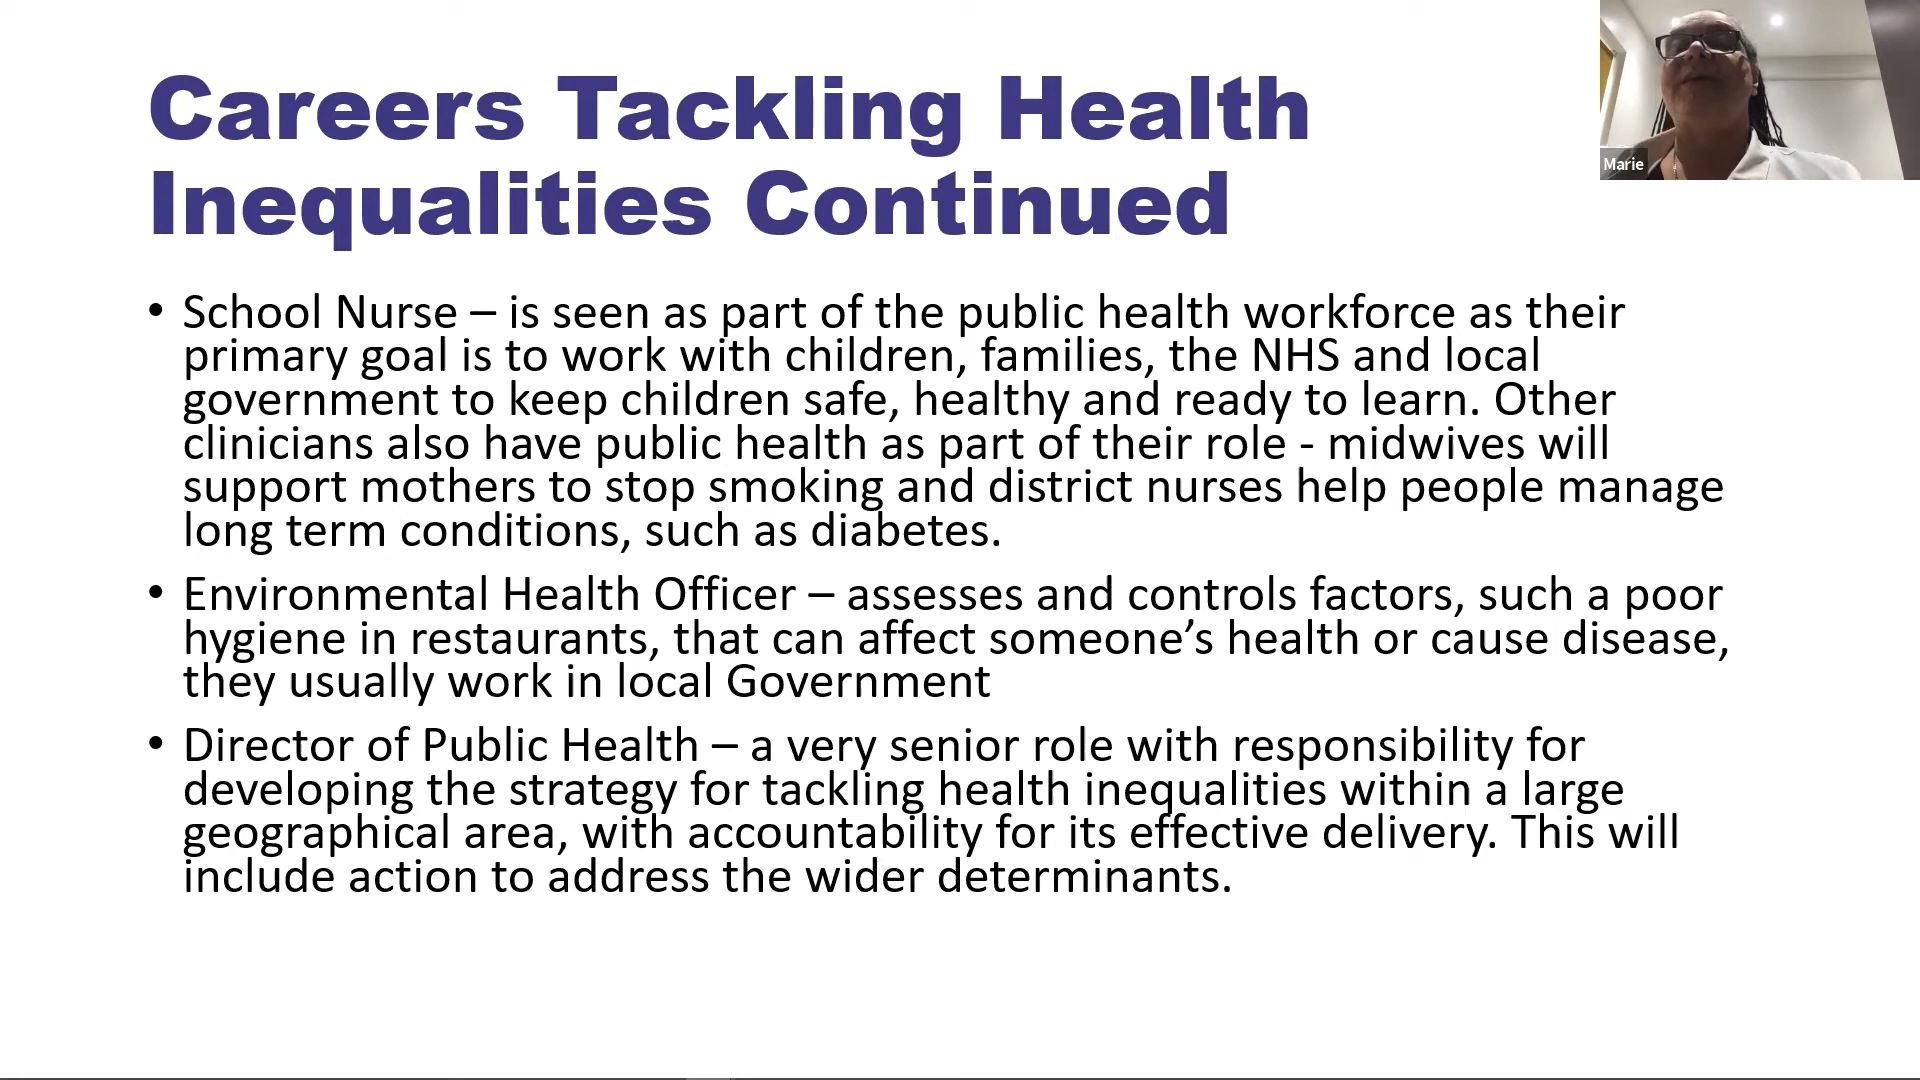 Careers Tackling Health
Inequalities Continued
Marie
• School Nurse – is seen as part of the public health workforce as their
primary goal is to work with children, families, the NHS and local
government to keep children safe, healthy and ready to learn. Other
clinicians also have public health as part of their role - midwives will
support mothers to stop smoking and district nurses help people manage
long term conditions, such as diabetes.
• Environmental Health Officer – assesses and controls factors, such a poor
hygiene in restaurants, that can affect someone’s health or cause disease,
they usually work in local Government
• Director of Public Health – a very senior role with responsibility for
developing the strategy for tackling health inequalities within a large
geographical area, with accountability for its effective delivery. This will
include action to address the wider determinants.